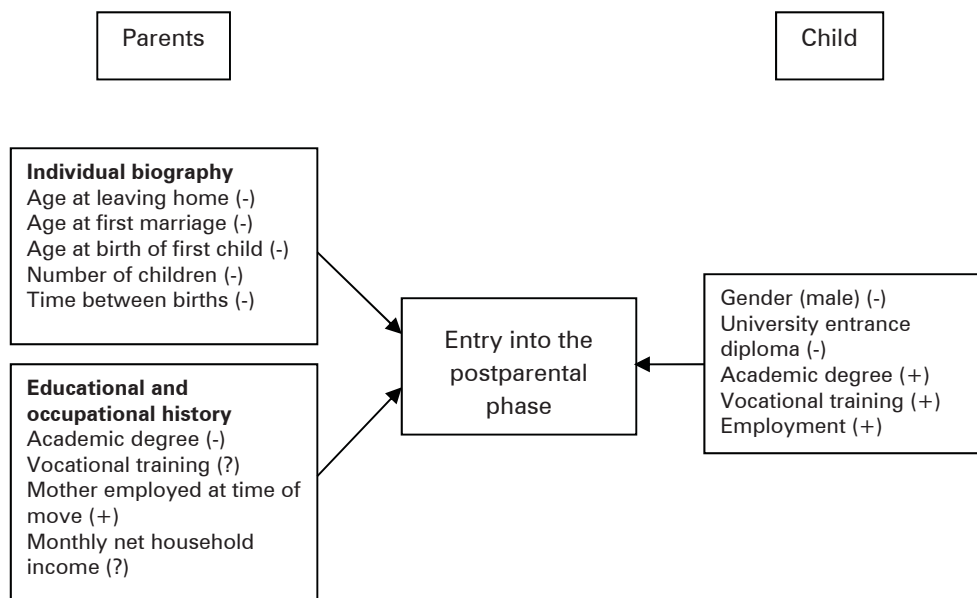 Parents
Child
Individual biography
Age at leaving home (-)
Age at first marriage (-)
Age at birth of first child (-)
Number of children (-)
Time between births (-)
Educational and
occupational history
Academic degree (-)
Vocational training (?)
Mother employed at time of
move (+)
Monthly net household
income (?)
Entry into the
postparental
phase
Gender (male) (-)
University entrance
diploma (-)
Academic degree (+)
Vocational training (+)
Employment (+)